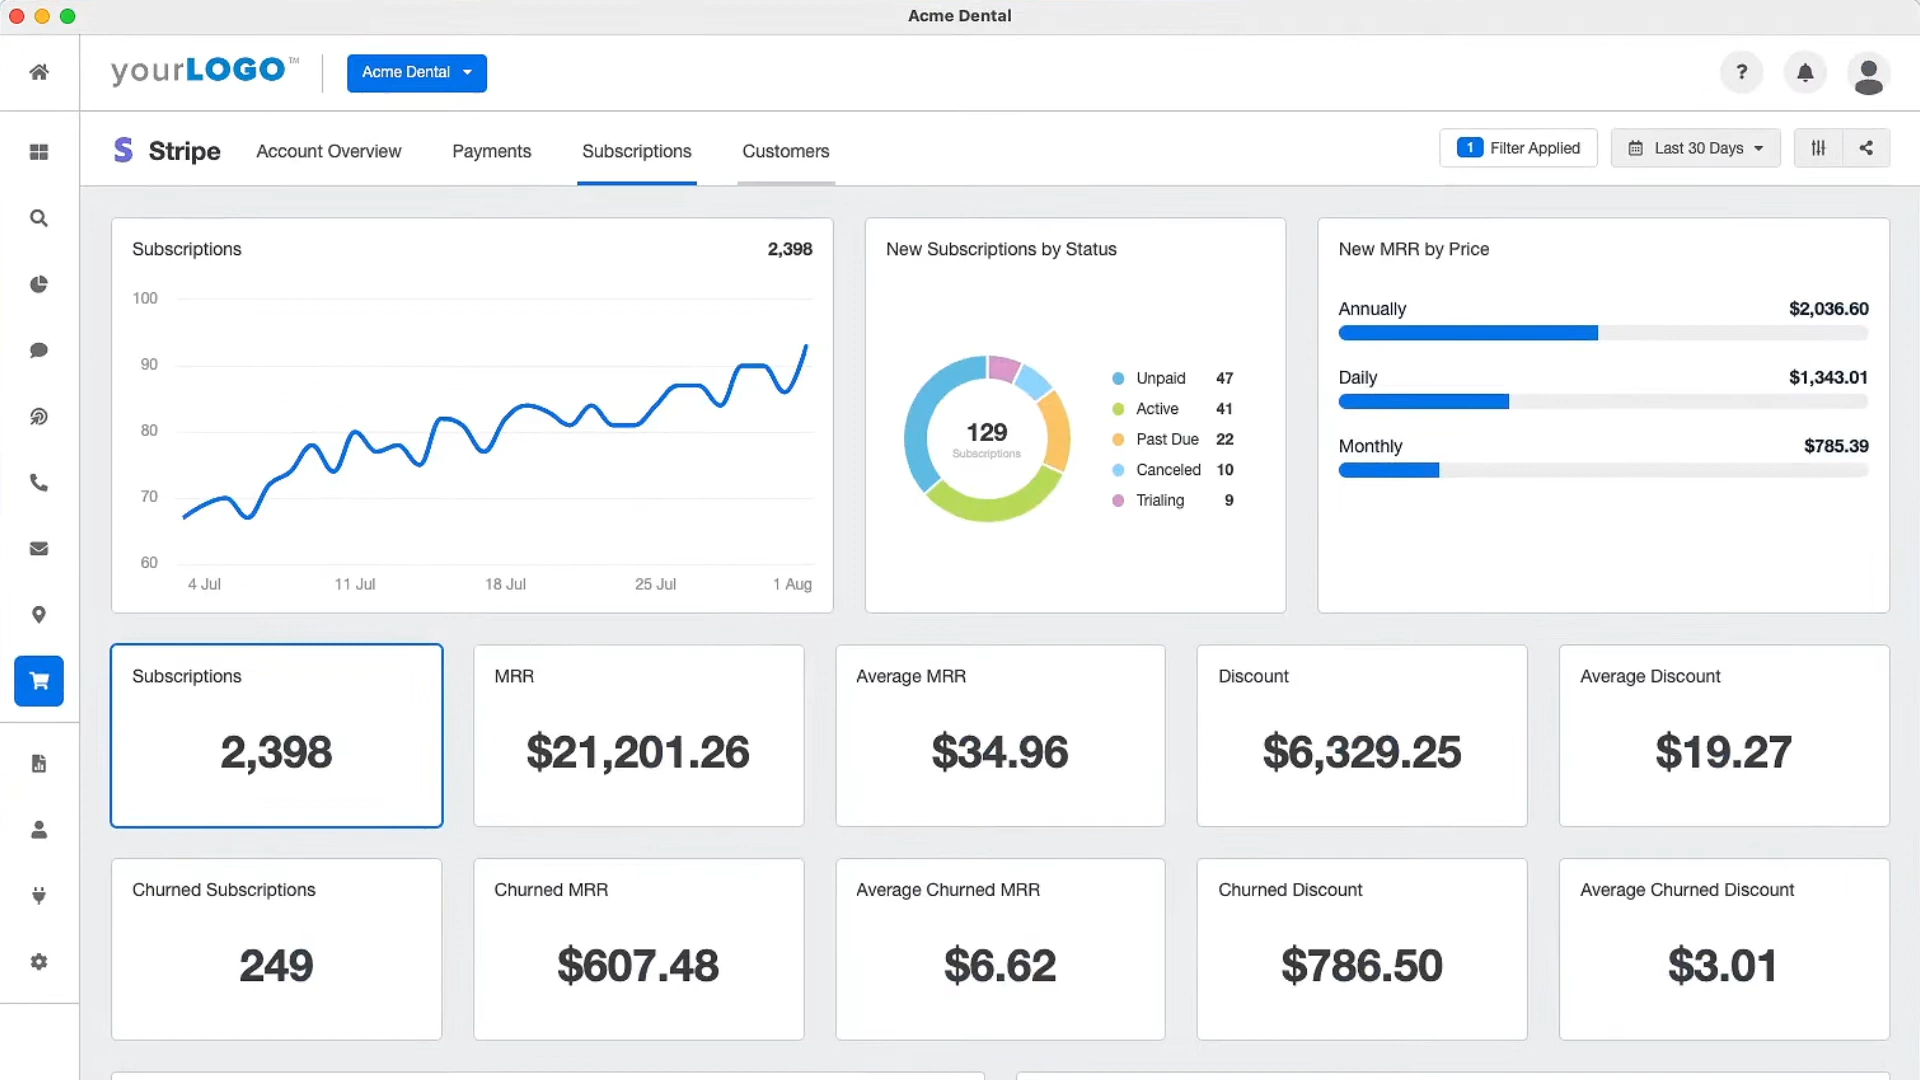 Acme Dental
yourLOGO™
Acme Dental
?
Stripe
Account Overview
Payments
Subscriptions
Customers
1 Filter Applied
Last 30 Days
Subscriptions
2,398
100
90
80
70
60
4 Jul
11 Jul
18 Jul
25 Jul
1 Aug
New Subscriptions by Status
129
Subscriptions
Unpaid 47
Active 41
Past Due 22
Canceled 10
Trialing 9
New MRR by Price
Annually $2,036.60
Daily $1,343.01
Monthly $785.39
Subscriptions
2,398
MRR
$21,201.26
Average MRR
$34.96
Discount
$6,329.25
Average Discount
$19.27
Churned Subscriptions
249
Churned MRR
$607.48
Average Churned MRR
$6.62
Churned Discount
$786.50
Average Churned Discount
$3.01